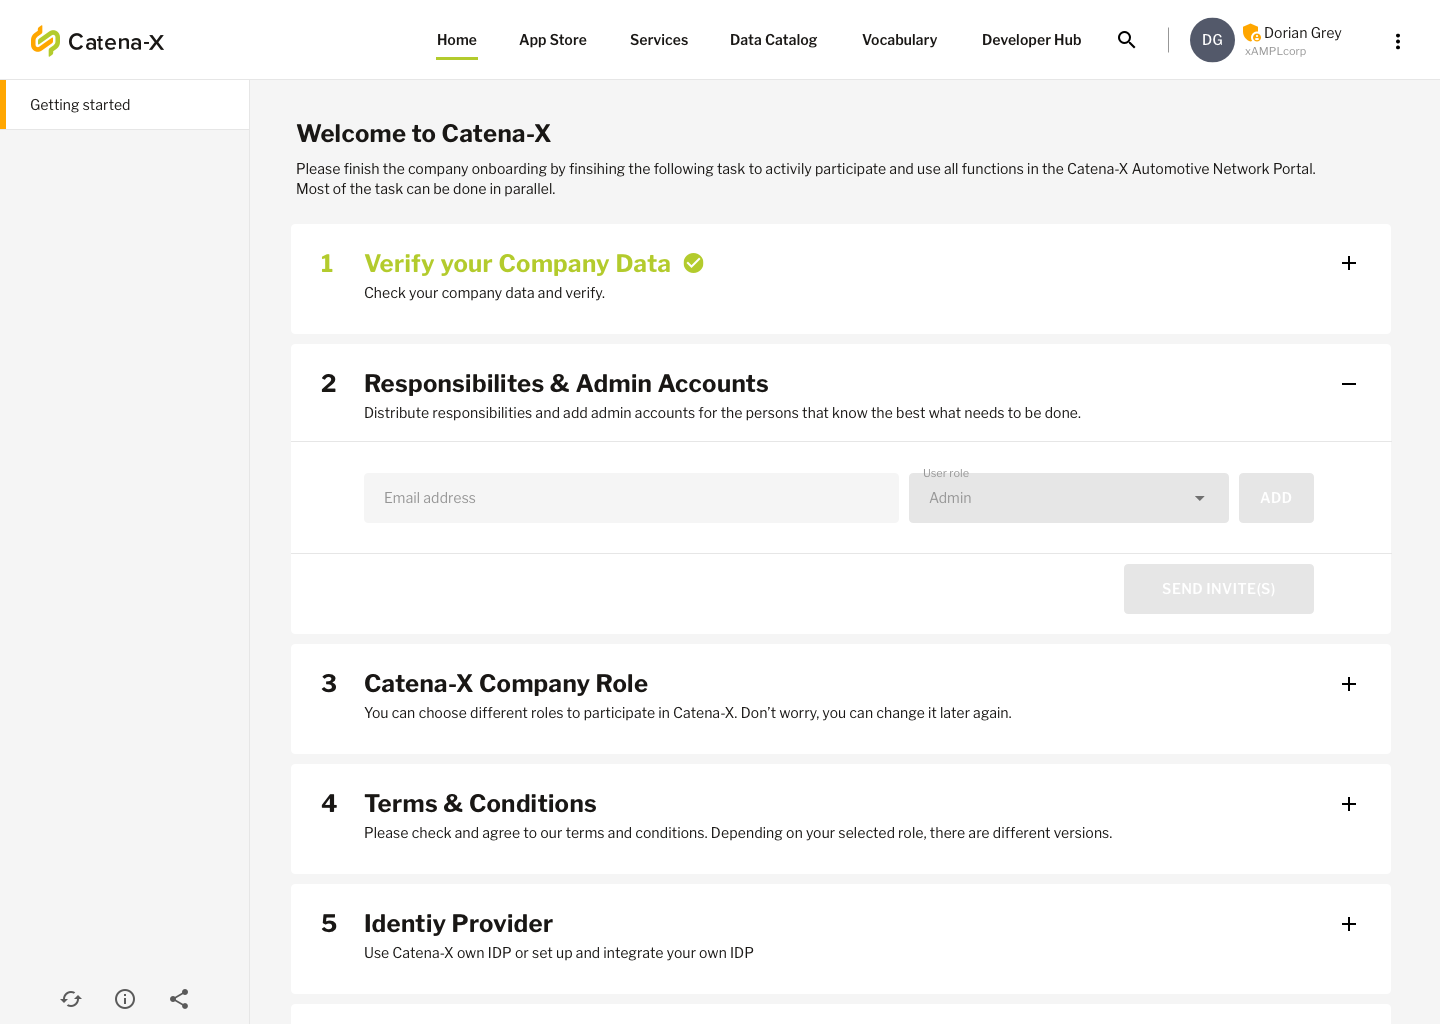 Catena-X
Home App Store Services Data Catalog Vocabulary Developer Hub
DG
Dorian Grey
xAMPLcorp
Getting started
Welcome to Catena-X
Please finish the company onboarding by finsihing the following task to activily participate and use all functions in the Catena-X Automotive Network Portal.
Most of the task can be done in parallel.
1 Verify your Company Data
Check your company data and verify.
2 Responsibilites & Admin Accounts
Distribute responsibilities and add admin accounts for the persons that know the best what needs to be done.
User role
Email address Admin ADD
SEND INVITE(S)
3 Catena-X Company Role
You can choose different roles to participate in Catena-X. Don’t worry, you can change it later again.
4 Terms & Conditions
Please check and agree to our terms and conditions. Depending on your selected role, there are different versions.
5 Identiy Provider
Use Catena-X own IDP or set up and integrate your own IDP